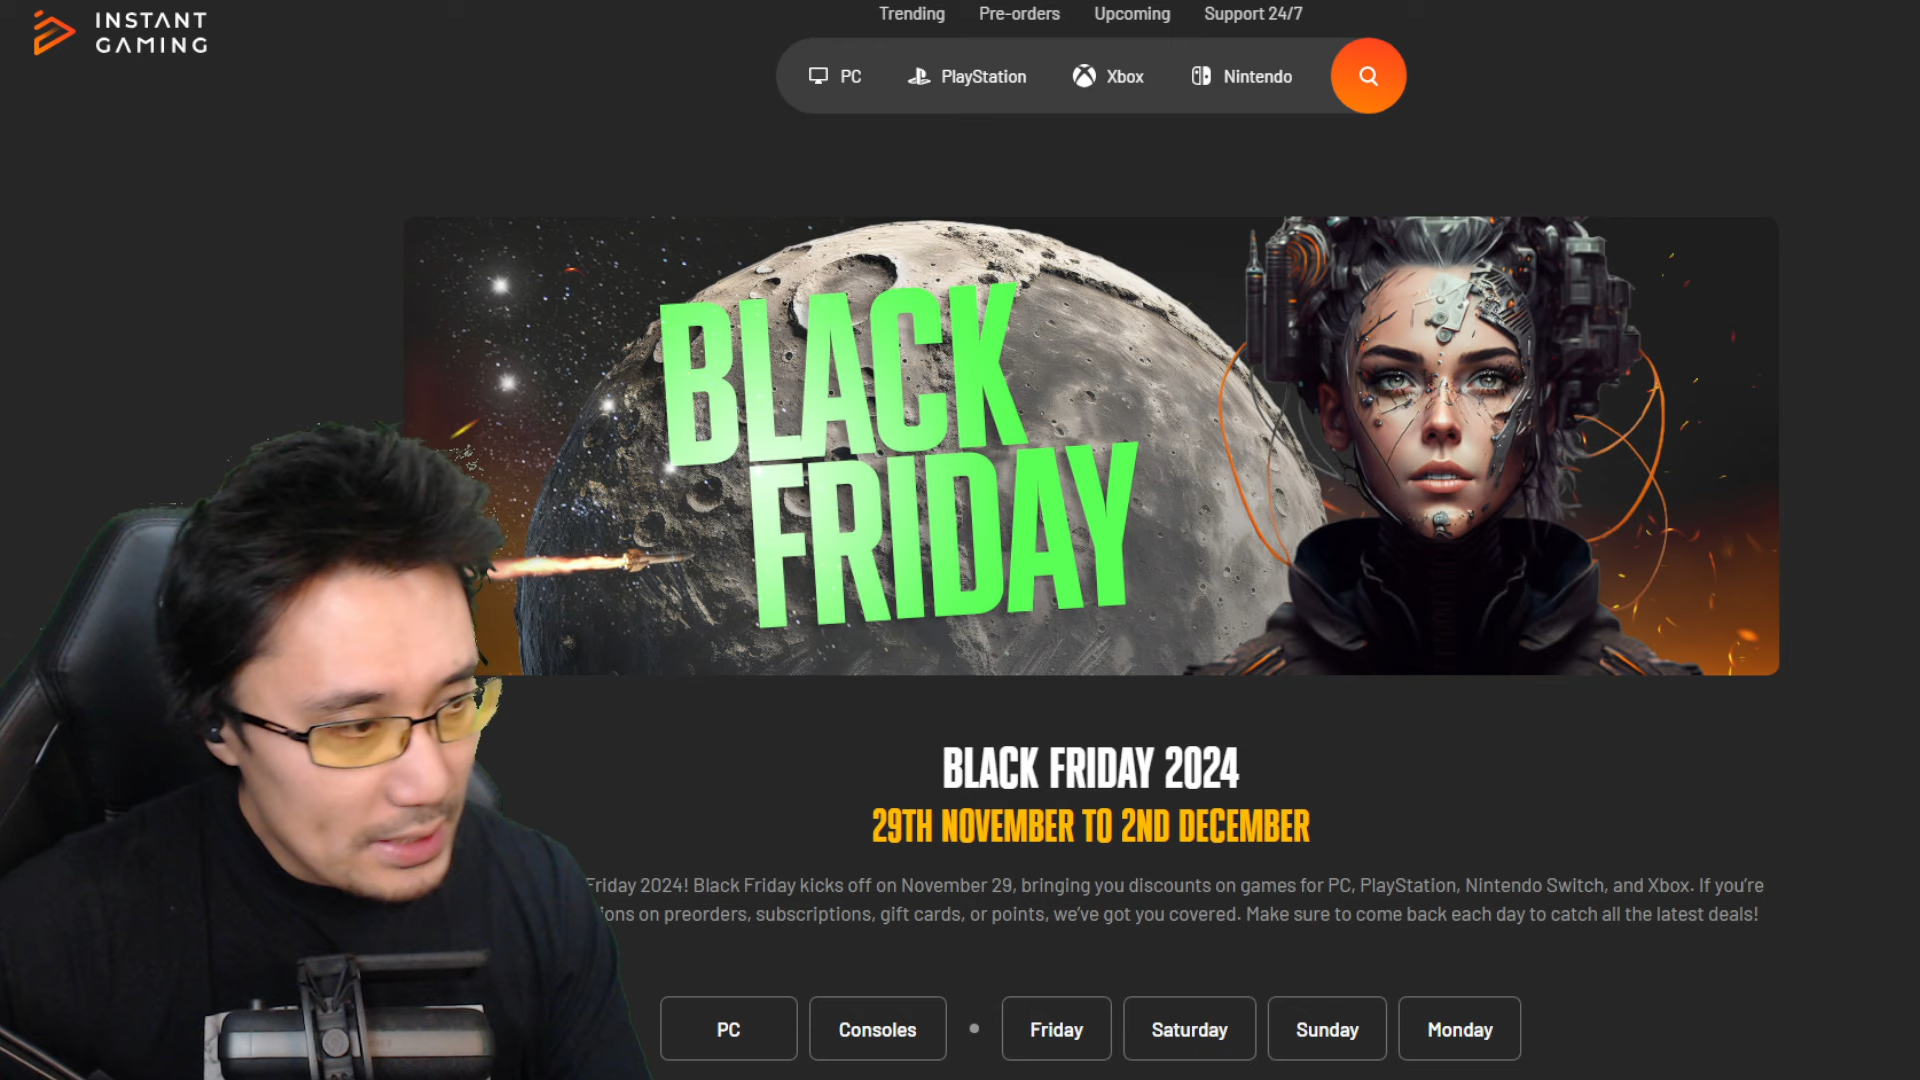 INSTANT
GAMING
Trending Pre-orders Upcoming Support 24/7
PC PlayStation Xbox Nintendo
BLACK
FRIDAY
BLACK FRIDAY 2024
29TH NOVEMBER TO 2ND DECEMBER
Friday 2024! Black Friday kicks off on November 29, bringing you discounts on games for PC, PlayStation, Nintendo Switch, and Xbox. If you're
on preorders, subscriptions, gift cards, or points, we've got you covered. Make sure to come back each day to catch all the latest deals!
PC Consoles Friday Saturday Sunday Monday